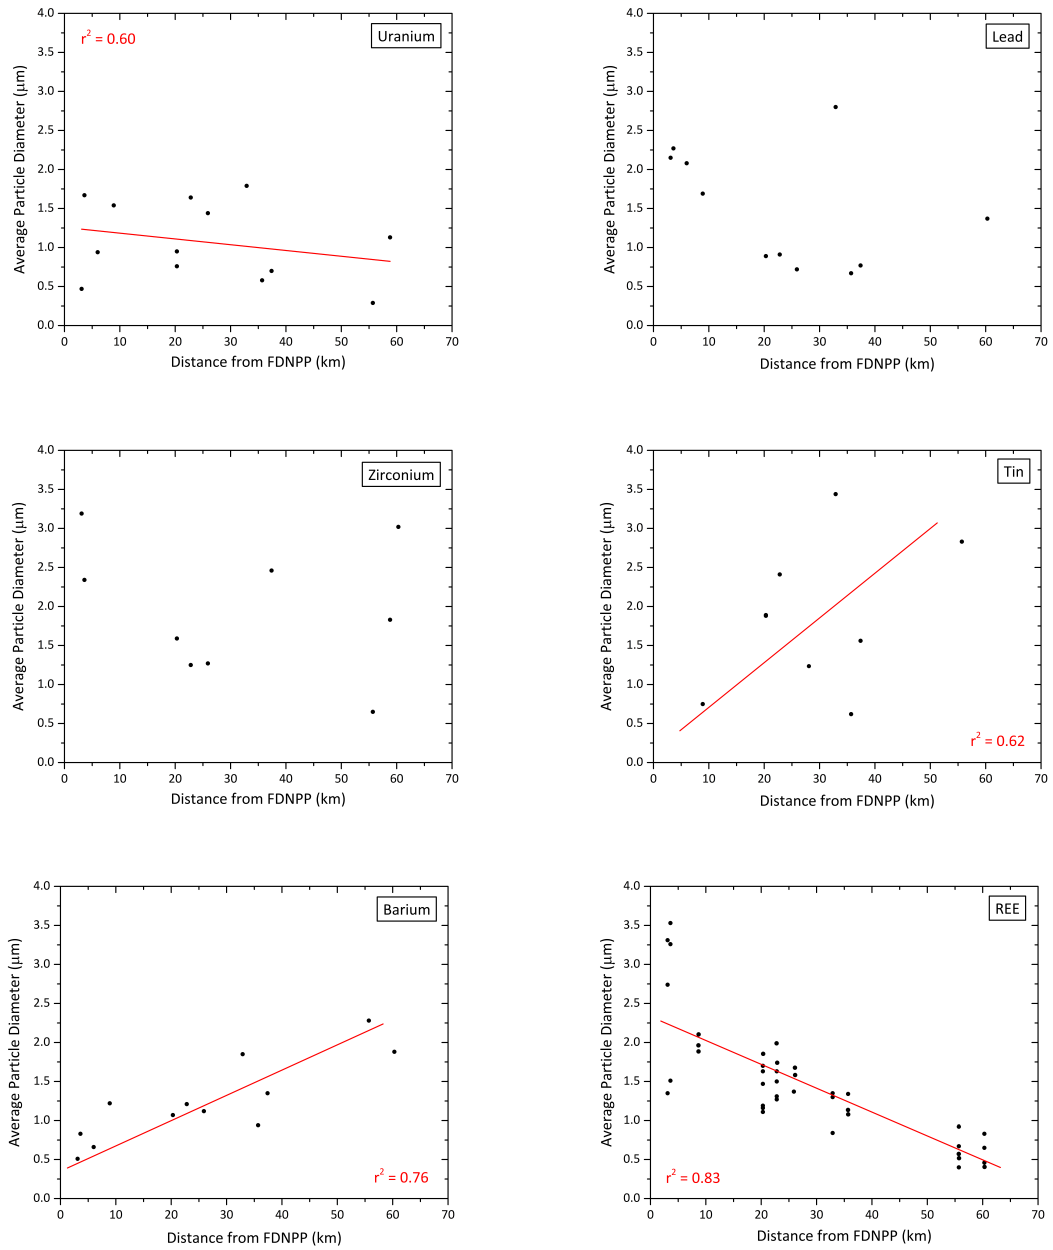 r² = 0.60
Uranium
4.0
3.5
3.0
2.5
2.0
1.5
1.0
0.5
0.0
Average Particle Diameter (μm)
0 10 20 30 40 50 60 70
Distance from FDNPP (km)
Lead
4.0
3.5
3.0
2.5
2.0
1.5
1.0
0.5
0.0
Average Particle Diameter (μm)
0 10 20 30 40 50 60 70
Distance from FDNPP (km)
Zirconium
4.0
3.5
3.0
2.5
2.0
1.5
1.0
0.5
0.0
Average Particle Diameter (μm)
0 10 20 30 40 50 60 70
Distance from FDNPP (km)
Tin
4.0
3.5
3.0
2.5
2.0
1.5
1.0
0.5
0.0
Average Particle Diameter (μm)
r² = 0.62
0 10 20 30 40 50 60 70
Distance from FDNPP (km)
Barium
4.0
3.5
3.0
2.5
2.0
1.5
1.0
0.5
0.0
Average Particle Diameter (μm)
r² = 0.76
0 10 20 30 40 50 60 70
Distance from FDNPP (km)
REE
4.0
3.5
3.0
2.5
2.0
1.5
1.0
0.5
0.0
Average Particle Diameter (μm)
r² = 0.83
0 10 20 30 40 50 60 70
Distance from FDNPP (km)